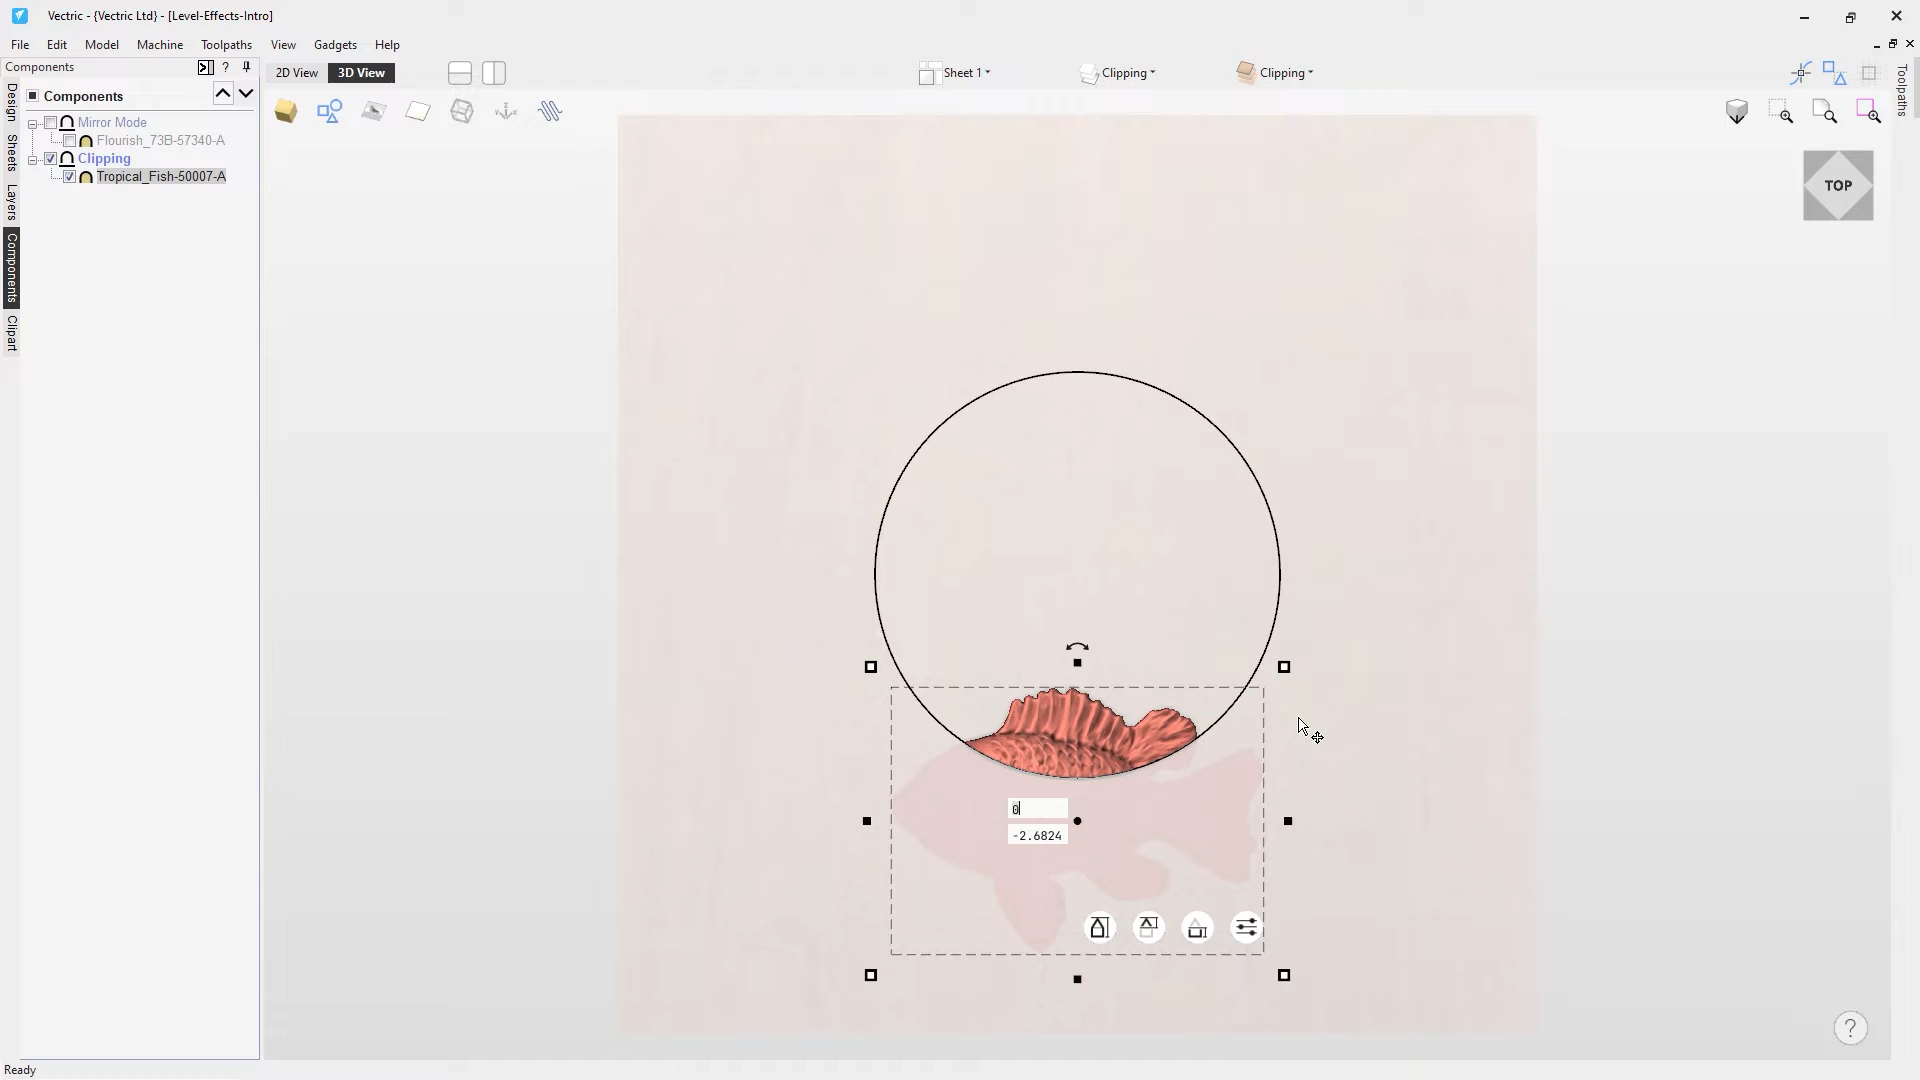 Vectric - {Vectric Ltd} - [Level-Effects-Intro]
File Edit Model Machine Toolpaths View Gadgets Help
Components ?
2D View 3D View Sheet 1 Clipping Clipping
Components
Mirror Mode
Flourish_73B-57340-A
Clipping
Tropical_Fish-50007-A
Design
Sheets
Layers
Components
Clipart
Toolpaths
TOP
0
-2.6824
?
Ready